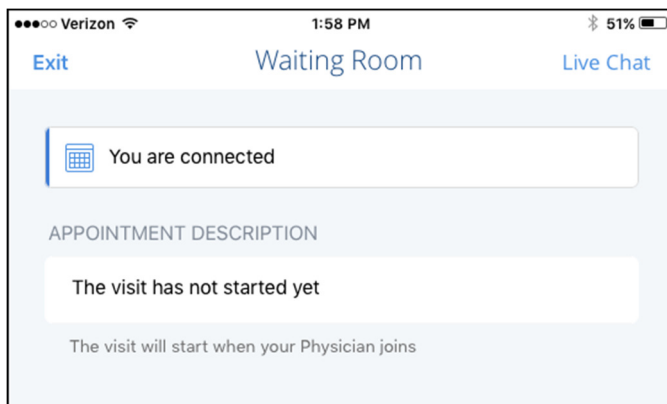 Verizon 1:58 PM 51%
Exit Waiting Room Live Chat
You are connected
APPOINTMENT DESCRIPTION
The visit has not started yet
The visit will start when your Physician joins